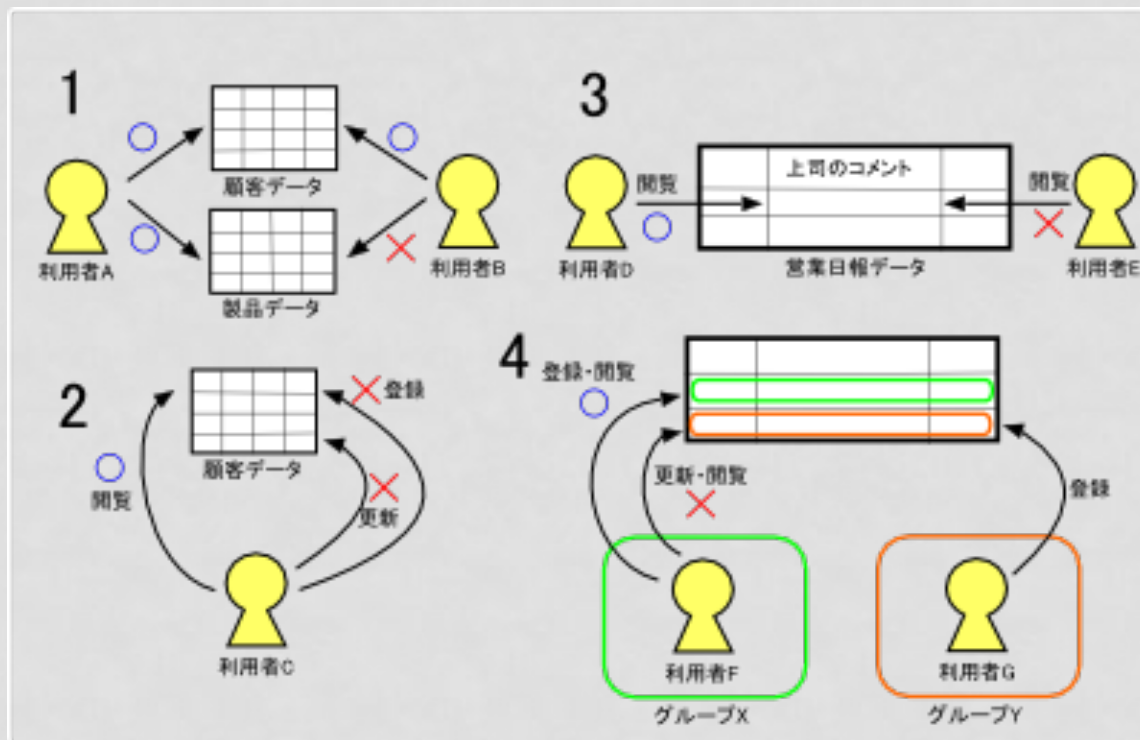 1
顧客データ
利用者A
利用者B
製品データ
2
登録
顧客データ
閲覧
更新
利用者C
3
上司のコメント
閲覧
閲覧
利用者D
営業日報データ
利用者E
4
登録・閲覧
更新・閲覧
登録
利用者F
利用者G
グループX
グループY